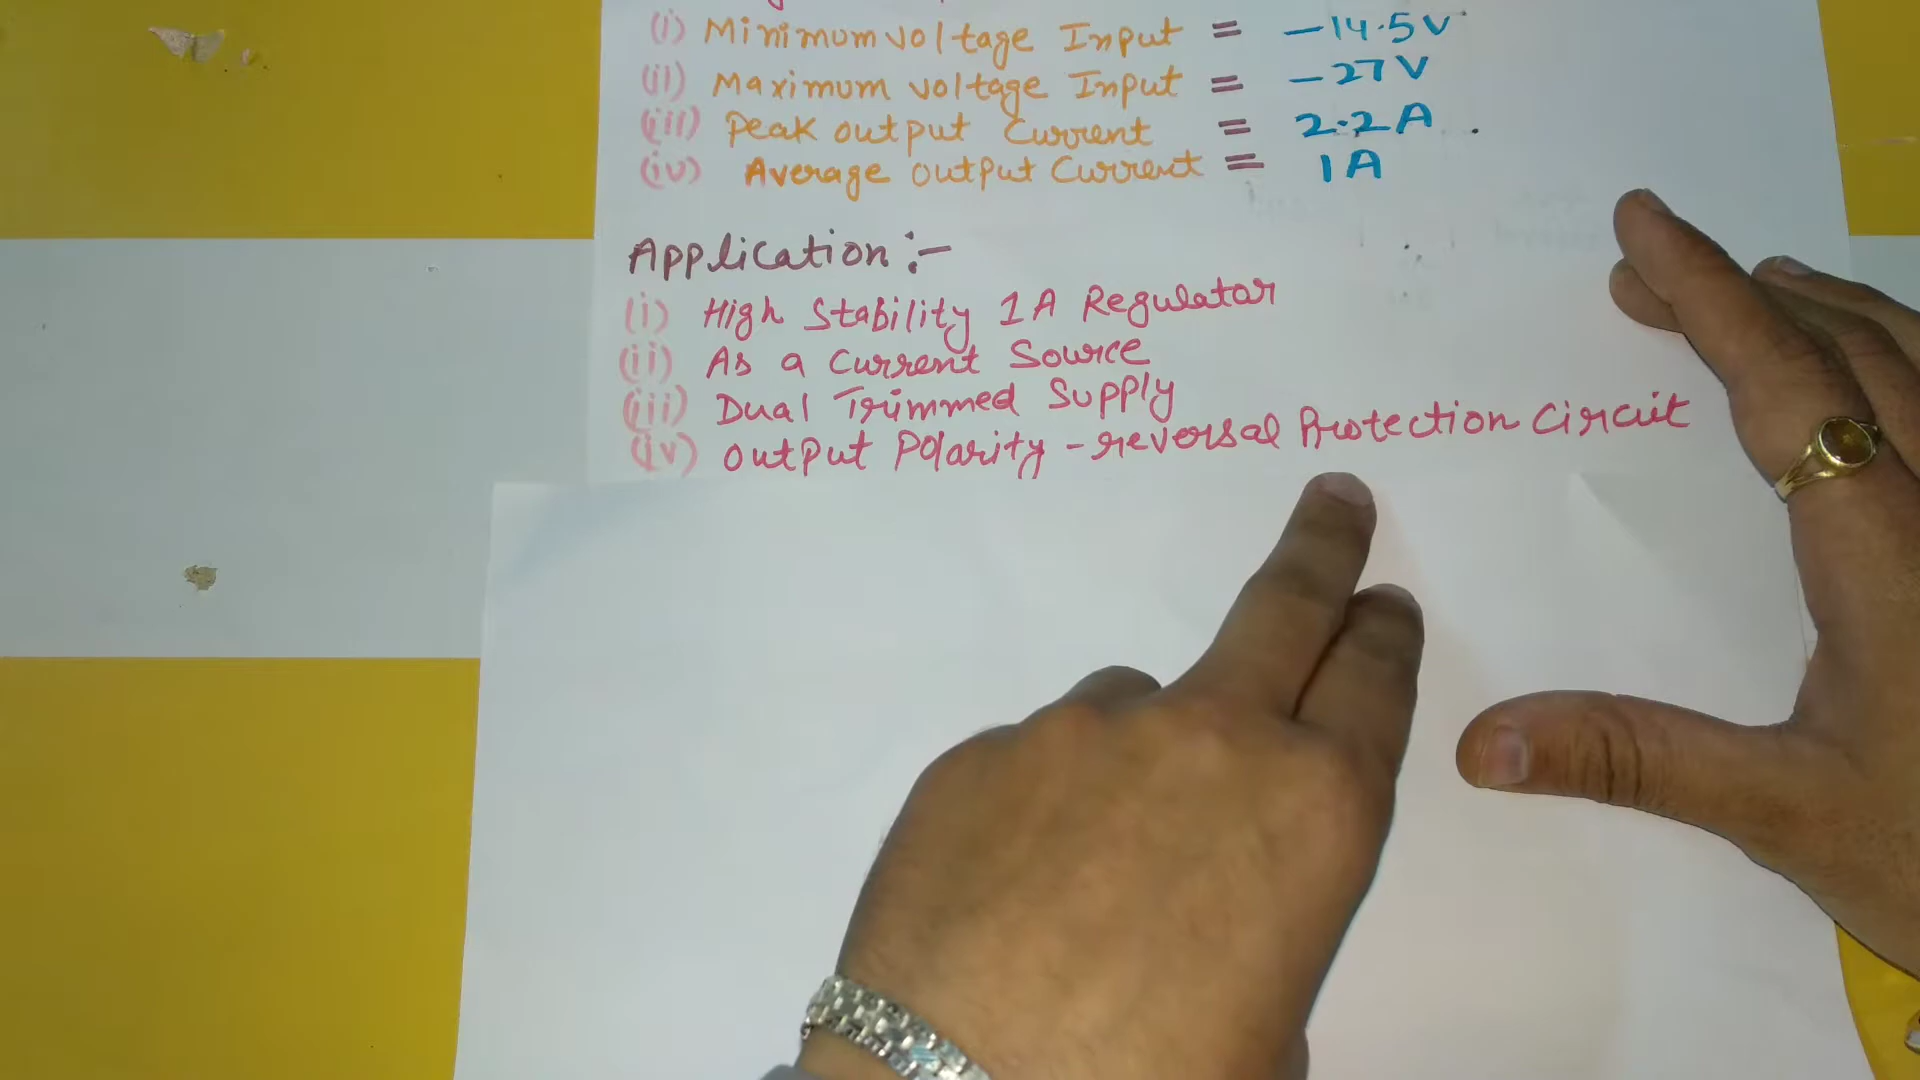 (i) Minimum voltage Input = -14.5V
(ii) Maximum voltage Input = -27V
(iii) Peak output Current = 2.2A
(iv) Average output Current = 1A
Application :-
(i) High Stability 1A Regulator
(ii) As a Current Source
(iii) Dual Trimmed Supply
(iv) output Polarity - reversal Protection Circuit